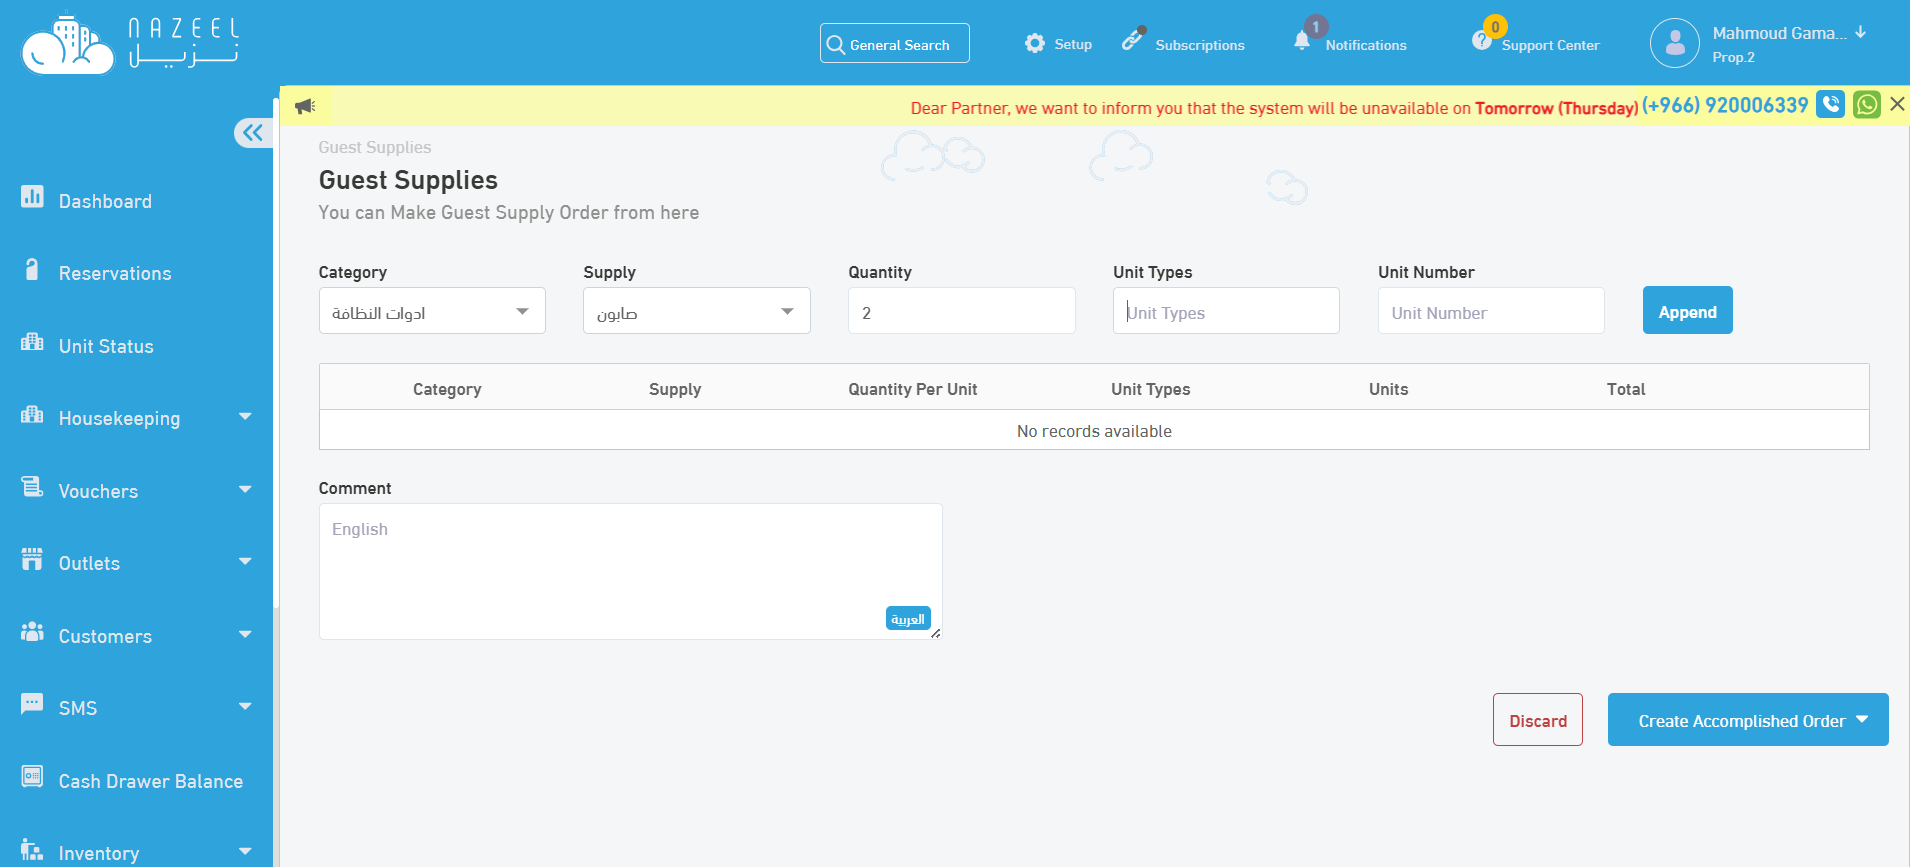 NAZEEL
نزيل
General Search
Setup
Subscriptions
1
Notifications
0
Support Center
Mahmoud Gama...
Prop.2
Dear Partner, we want to inform you that the system will be unavailable on Tomorrow (Thursday) (+966) 920006339
Guest Supplies
Guest Supplies
You can Make Guest Supply Order from here
Dashboard
Reservations
Unit Status
Housekeeping
Vouchers
Outlets
Customers
SMS
Cash Drawer Balance
Inventory
Category Supply Quantity Unit Types Unit Number
ادوات النظافة صابون 2 Unit Types Unit Number Append
Category Supply Quantity Per Unit Unit Types Units Total
No records available
Comment
English
العربية
Discard Create Accomplished Order